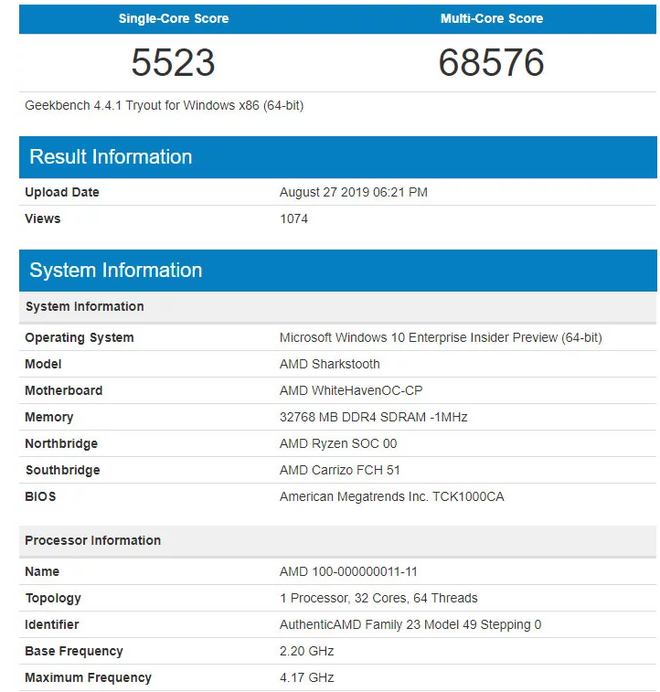 Single-Core Score Multi-Core Score
5523 68576
Geekbench 4.4.1 Tryout for Windows x86 (64-bit)
Result Information
Upload Date August 27 2019 06:21 PM
Views 1074
System Information
System Information
Operating System Microsoft Windows 10 Enterprise Insider Preview (64-bit)
Model AMD Sharkstooth
Motherboard AMD WhiteHavenOC-CP
Memory 32768 MB DDR4 SDRAM -1MHz
Northbridge AMD Ryzen SOC 00
Southbridge AMD Carrizo FCH 51
BIOS American Megatrends Inc. TCK1000CA
Processor Information
Name AMD 100-000000011-11
Topology 1 Processor, 32 Cores, 64 Threads
Identifier AuthenticAMD Family 23 Model 49 Stepping 0
Base Frequency 2.20 GHz
Maximum Frequency 4.17 GHz